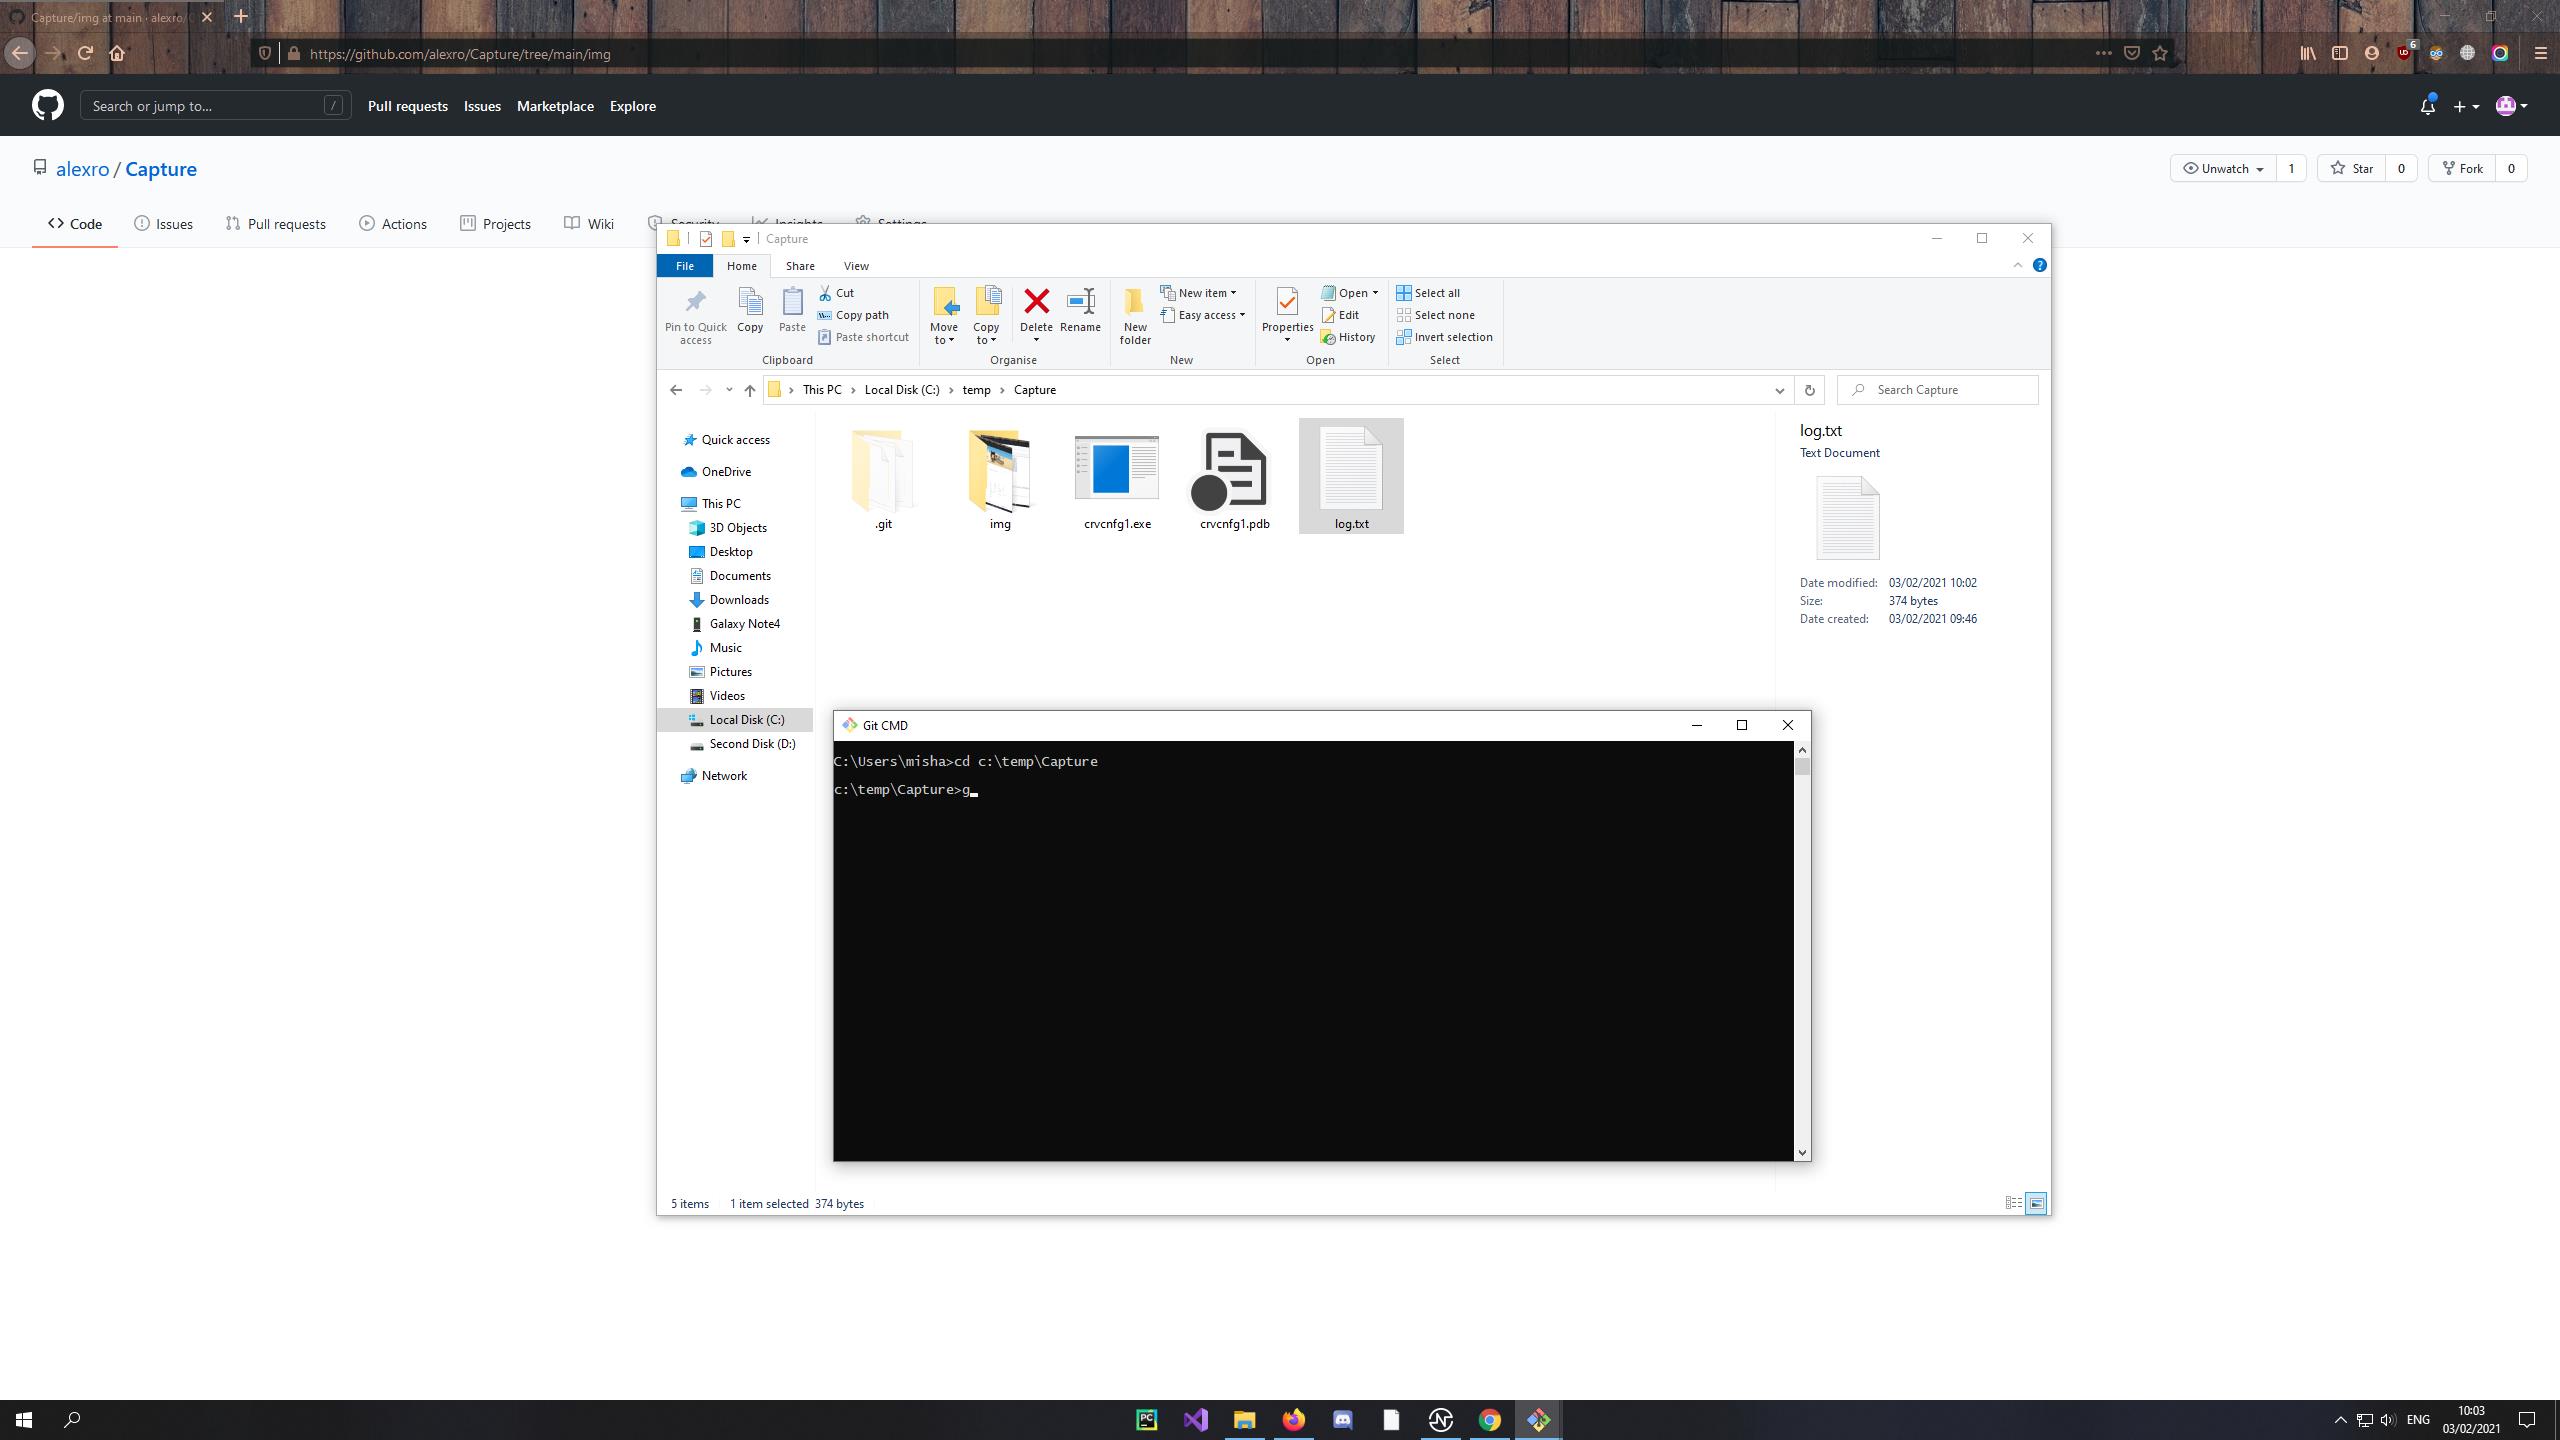 Capture/img at main · alexro/
https://github.com/alexro/Capture/tree/main/img
6
Search or jump to...
/
Pull requests
Issues
Marketplace
Explore
alexro / Capture
Unwatch
1
Star
0
Fork
0
Code
Issues
Pull requests
Actions
Projects
Wiki
Security
Insights
Settings
Capture
File
Home
Share
View
Pin to Quick
access
Copy
Paste
Cut
Copy path
Paste shortcut
Clipboard
Move
to
Copy
to
Delete
Rename
Organise
New
folder
New item
Easy access
New
Properties
Open
Edit
History
Open
Select all
Select none
Invert selection
Select
This PC
Local Disk (C:)
temp
Capture
Search Capture
Quick access
OneDrive
This PC
3D Objects
Desktop
Documents
Downloads
Galaxy Note4
Music
Pictures
Videos
Local Disk (C:)
Second Disk (D:)
Network
.git
img
crvcnfg1.exe
crvcnfg1.pdb
log.txt
log.txt
Text Document
Date modified: 03/02/2021 10:02
Size: 374 bytes
Date created: 03/02/2021 09:46
Git CMD
C:\Users\misha>cd c:\temp\Capture
c:\temp\Capture>g
5 items
1 item selected 374 bytes
PC
ENG
10:03
03/02/2021